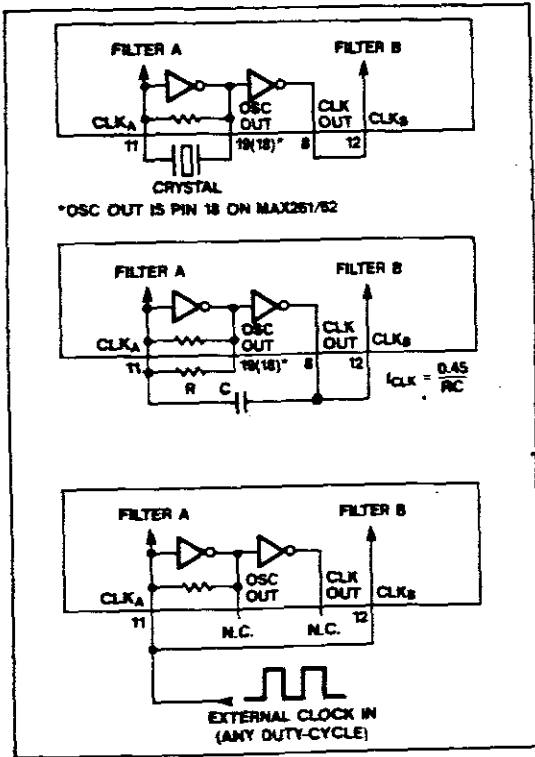 FILTER A FILTER B
OSC OUT
CLK OUT
CLKA CLKB
11 19(18)* 8 12
CRYSTAL
*OSC OUT IS PIN 18 ON MAX261/62
FILTER A FILTER B
OSC OUT
CLK OUT
CLKA CLKB
11 19(18)* 8 12
R C
fCLK = 0.45/RC
FILTER A FILTER B
OSC OUT
CLK OUT
CLKA CLKB
11 N.C. N.C. 12
EXTERNAL CLOCK IN
(ANY DUTY-CYCLE)